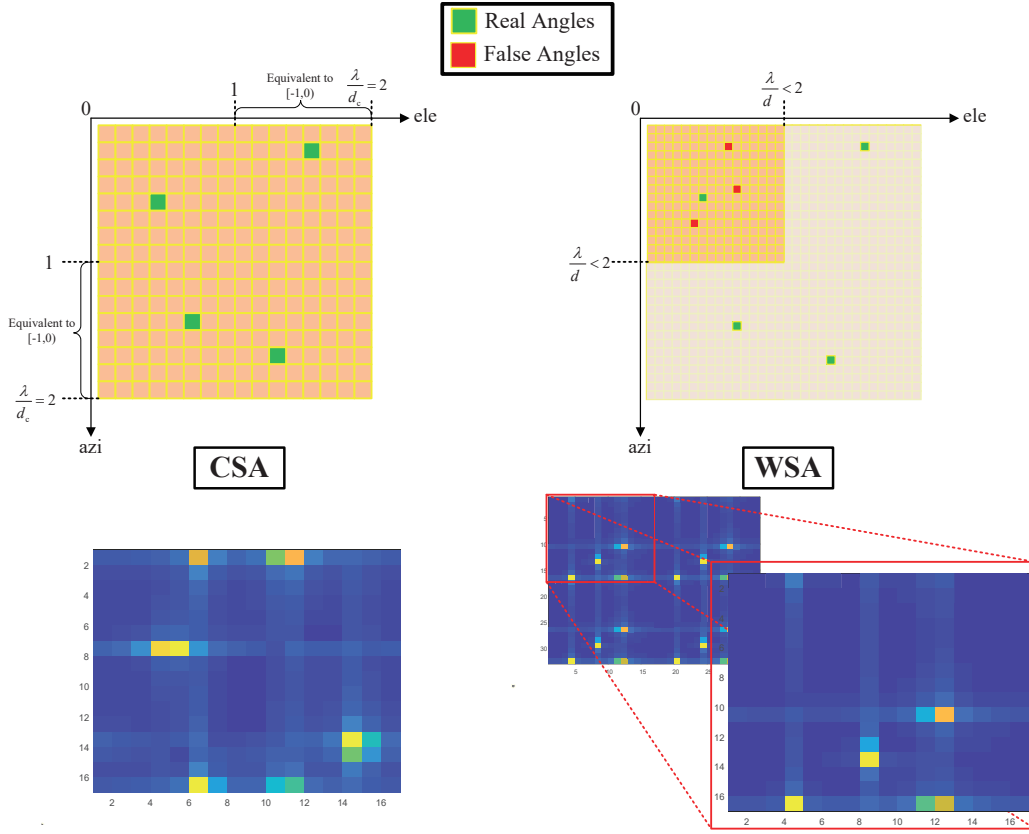 Real Angles
False Angles
0
1
Equivalent to
[-1,0)
λ/d_c = 2
ele
1
Equivalent to
[-1,0)
λ/d_c = 2
azi
0
λ/d < 2
ele
λ/d < 2
azi
CSA
WSA
2
4
6
8
10
12
14
16
2 4 6 8 10 12 14 16
5
10
15
20
25
30
5 10 15 20 25
8
10
12
14
16
2 4 6 8 10 12 14 16